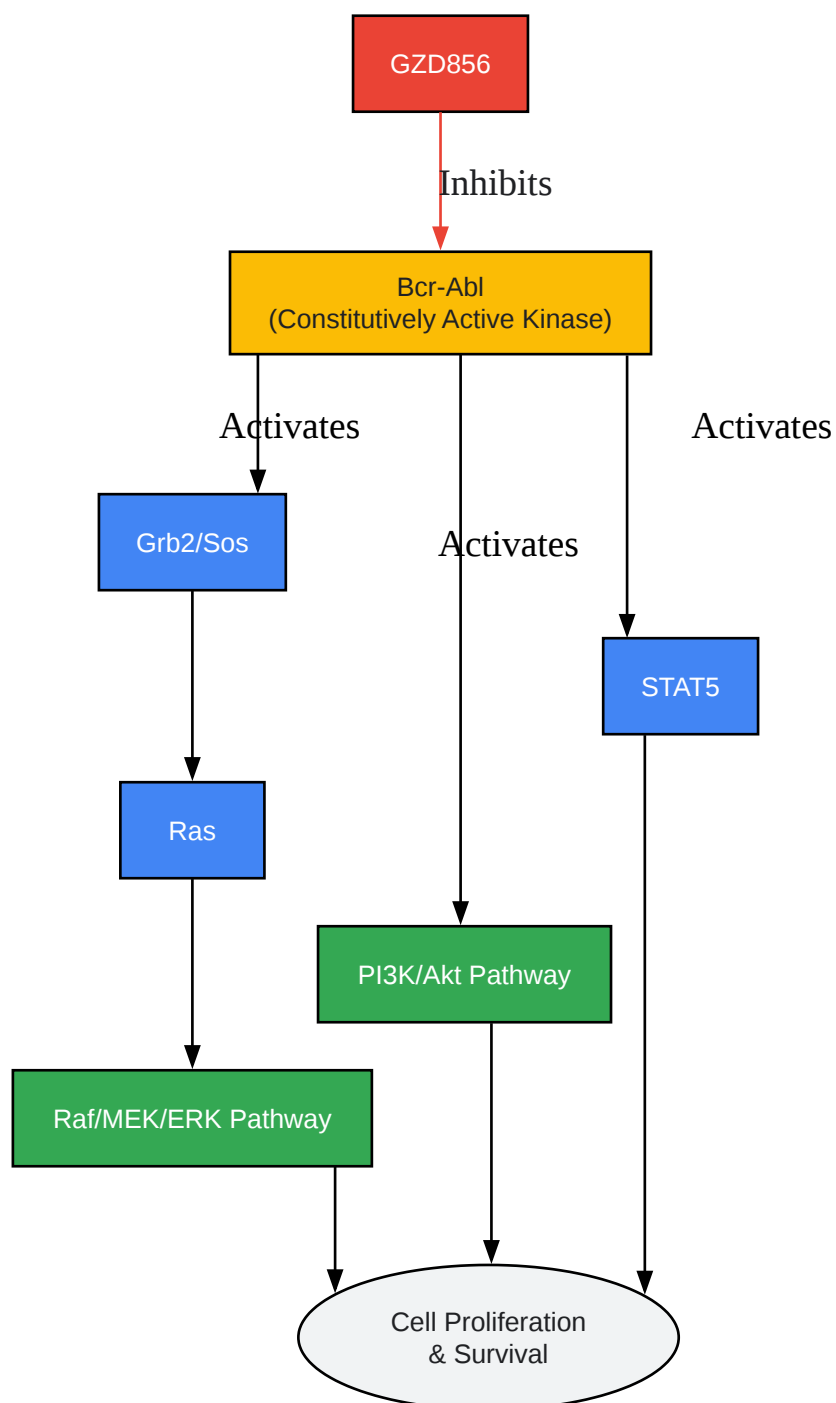 GZD856
Inhibits
Bcr-Abl
(Constitutively Active Kinase)
Activates
Activates
Grb2/Sos
Activates
STAT5
Ras
PI3K/Akt Pathway
Raf/MEK/ERK Pathway
Cell Proliferation
& Survival